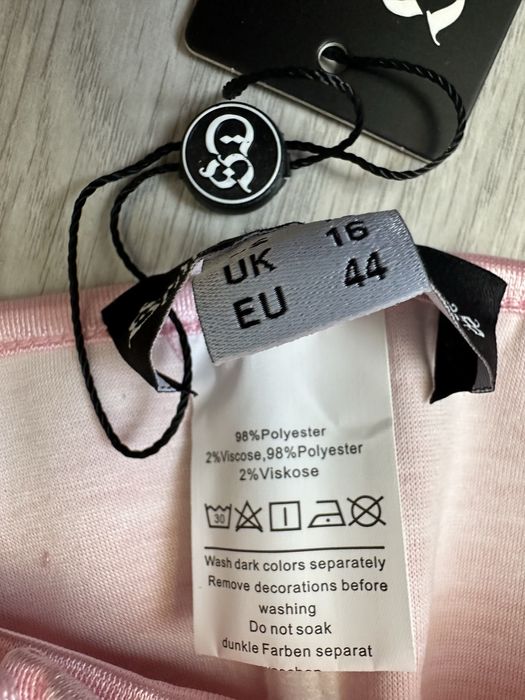 UK 16
EU 44
98%Polyester
2%Viscose,98%Polyester
2%Viskose
30
Wash dark colors separately
Remove decorations before
washing
Do not soak
dunkle Farben separat